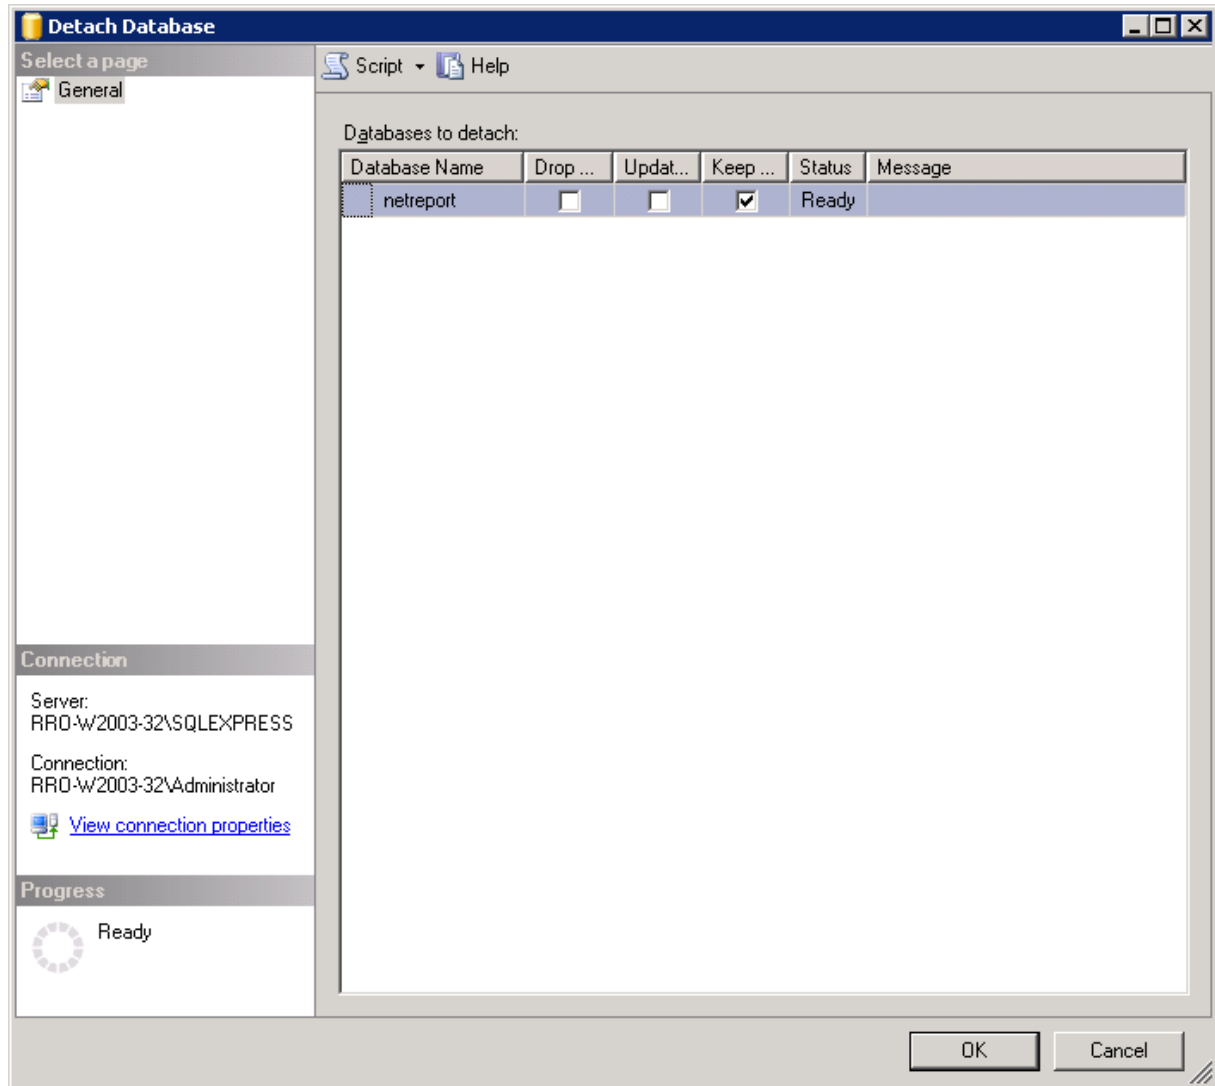 Detach Database
Select a page
General
Script
Help
Databases to detach:
Database Name Drop ... Updat... Keep ... Status Message
netreport Ready
Connection
Server:
RRO-W2003-32\SQLEXPRESS
Connection:
RRO-W2003-32\Administrator
View connection properties
Progress
Ready
OK Cancel